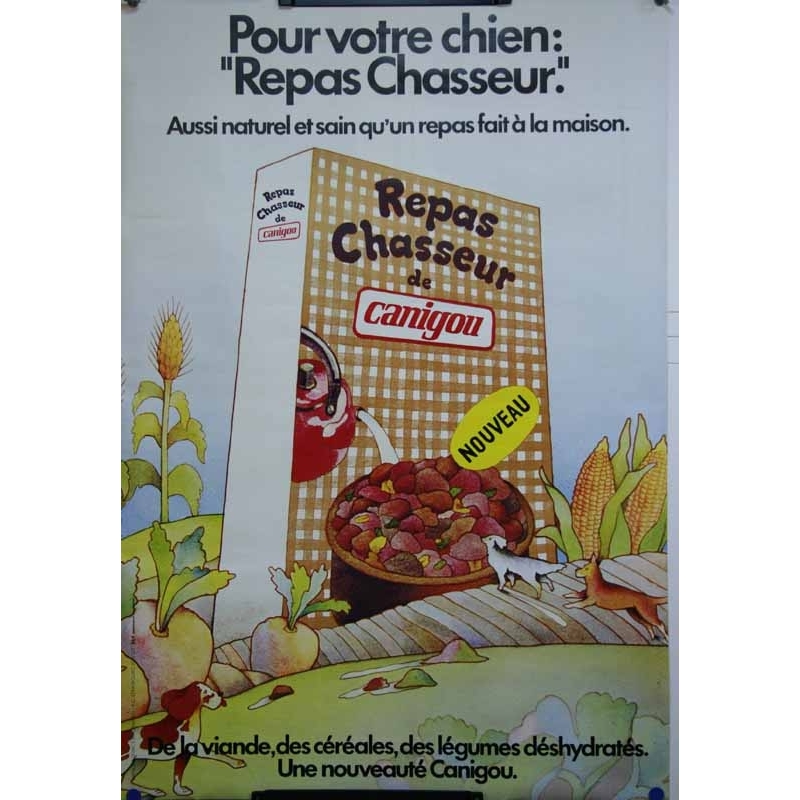 Pour votre chien:
"Repas Chasseur."
Aussi naturel et sain qu'un repas fait à la maison.
Repas
Chasseur
de
canigou
Repas
Chasseur
de
canigou
NOUVEAU
De la viande, des céréales, des légumes déshydratés.
Une nouveauté Canigou.